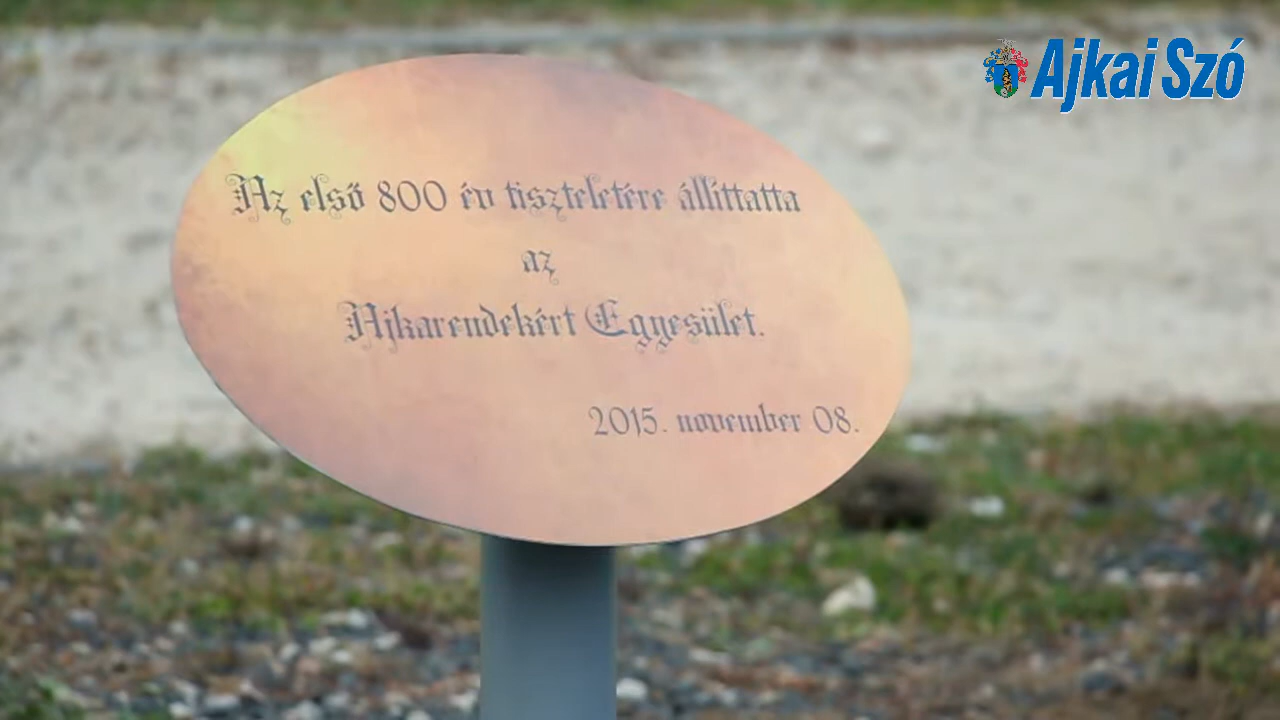 Ajkai Szó
Az első 800 év tiszteletére állíttatta
az
Ajkarendekért Egyesület.
2015. november 08.